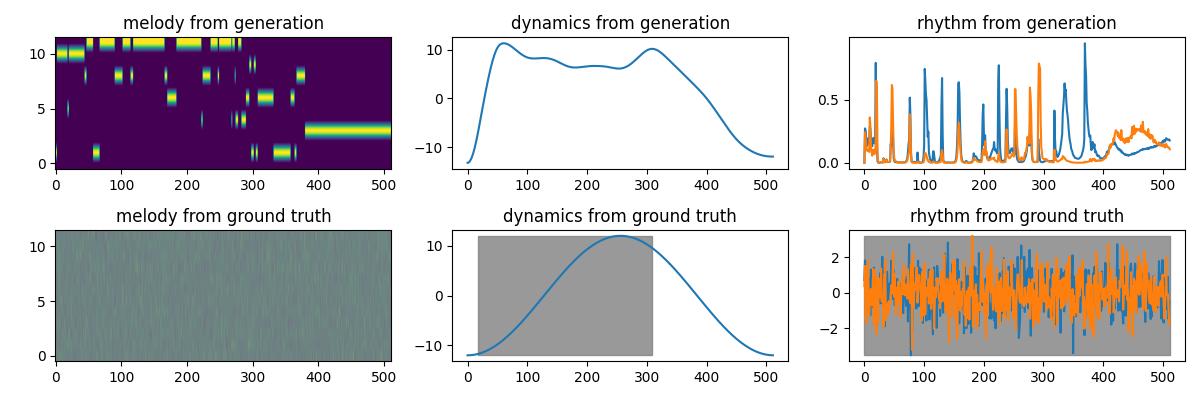 melody from generation
10
5
0
0 100 200 300 400 500
dynamics from generation
10
0
−10
0 100 200 300 400 500
rhythm from generation
0.5
0.0
0 100 200 300 400 500
melody from ground truth
10
5
0
0 100 200 300 400 500
dynamics from ground truth
10
0
−10
0 100 200 300 400 500
rhythm from ground truth
2
0
−2
0 100 200 300 400 500